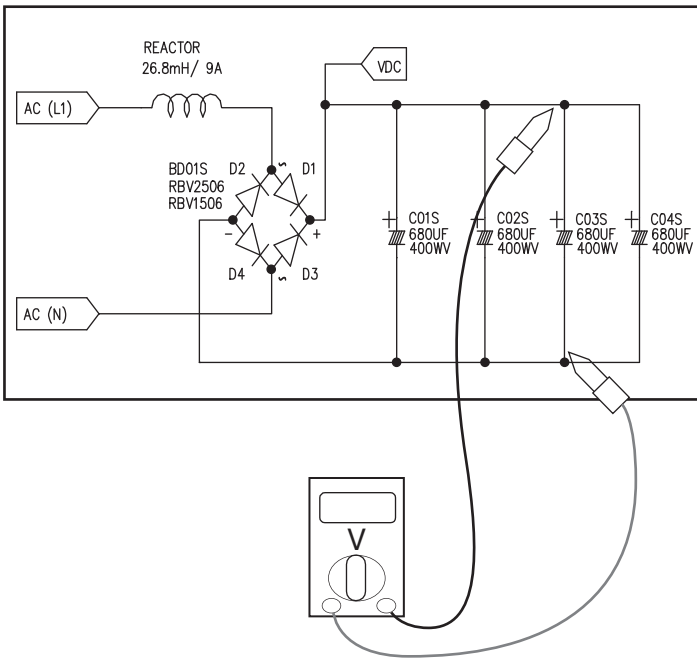 REACTOR
26.8mH/ 9A
VDC
AC (L1)
BD01S
RBV2506
RBV1506
D2
S
D1
-
+
D4
S
D3
+
C01S
680UF
400WV
+
C02S
680UF
400WV
+
C03S
680UF
400WV
+
C04S
680UF
400WV
AC (N)
V